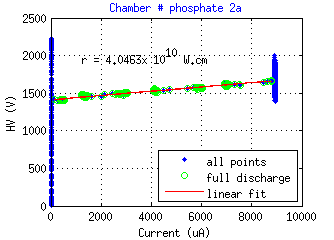 Chamber # phosphate 2a
2500
2000
1500
1000
500
0
HV (V)
r = 4.0463x 10^10 W.cm
all points
full discharge
linear fit
0 2000 4000 6000 8000 10000
Current (uA)